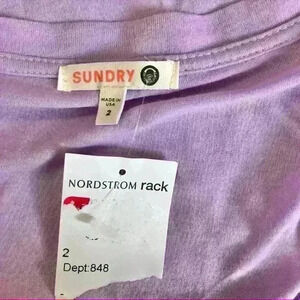 SUNDRY
MADE IN
USA
2
NORDSTROM rack
2
Dept:848